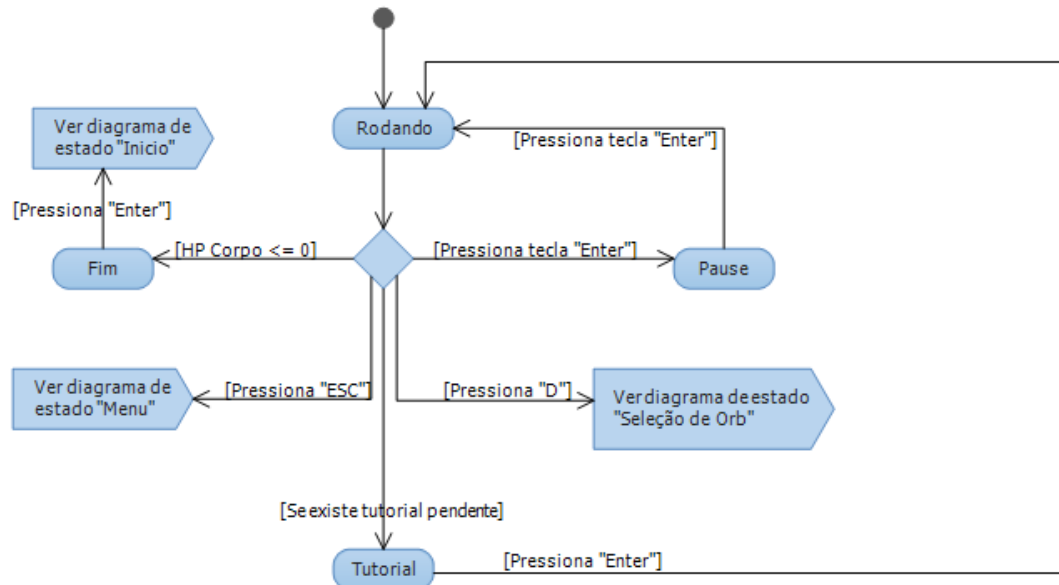 Rodando
Ver diagrama de
estado "Inicio"
[Pressiona tecla "Enter"]
[Pressiona "Enter"]
[HP Corpo <= 0]
[Pressiona tecla "Enter"]
Fim
Pause
Ver diagrama de
estado "Menu"
[Pressiona "ESC"]
[Pressiona "D"]
Ver diagrama de estado
"Seleção de Orb"
[Se existe tutorial pendente]
Tutorial
[Pressiona "Enter"]